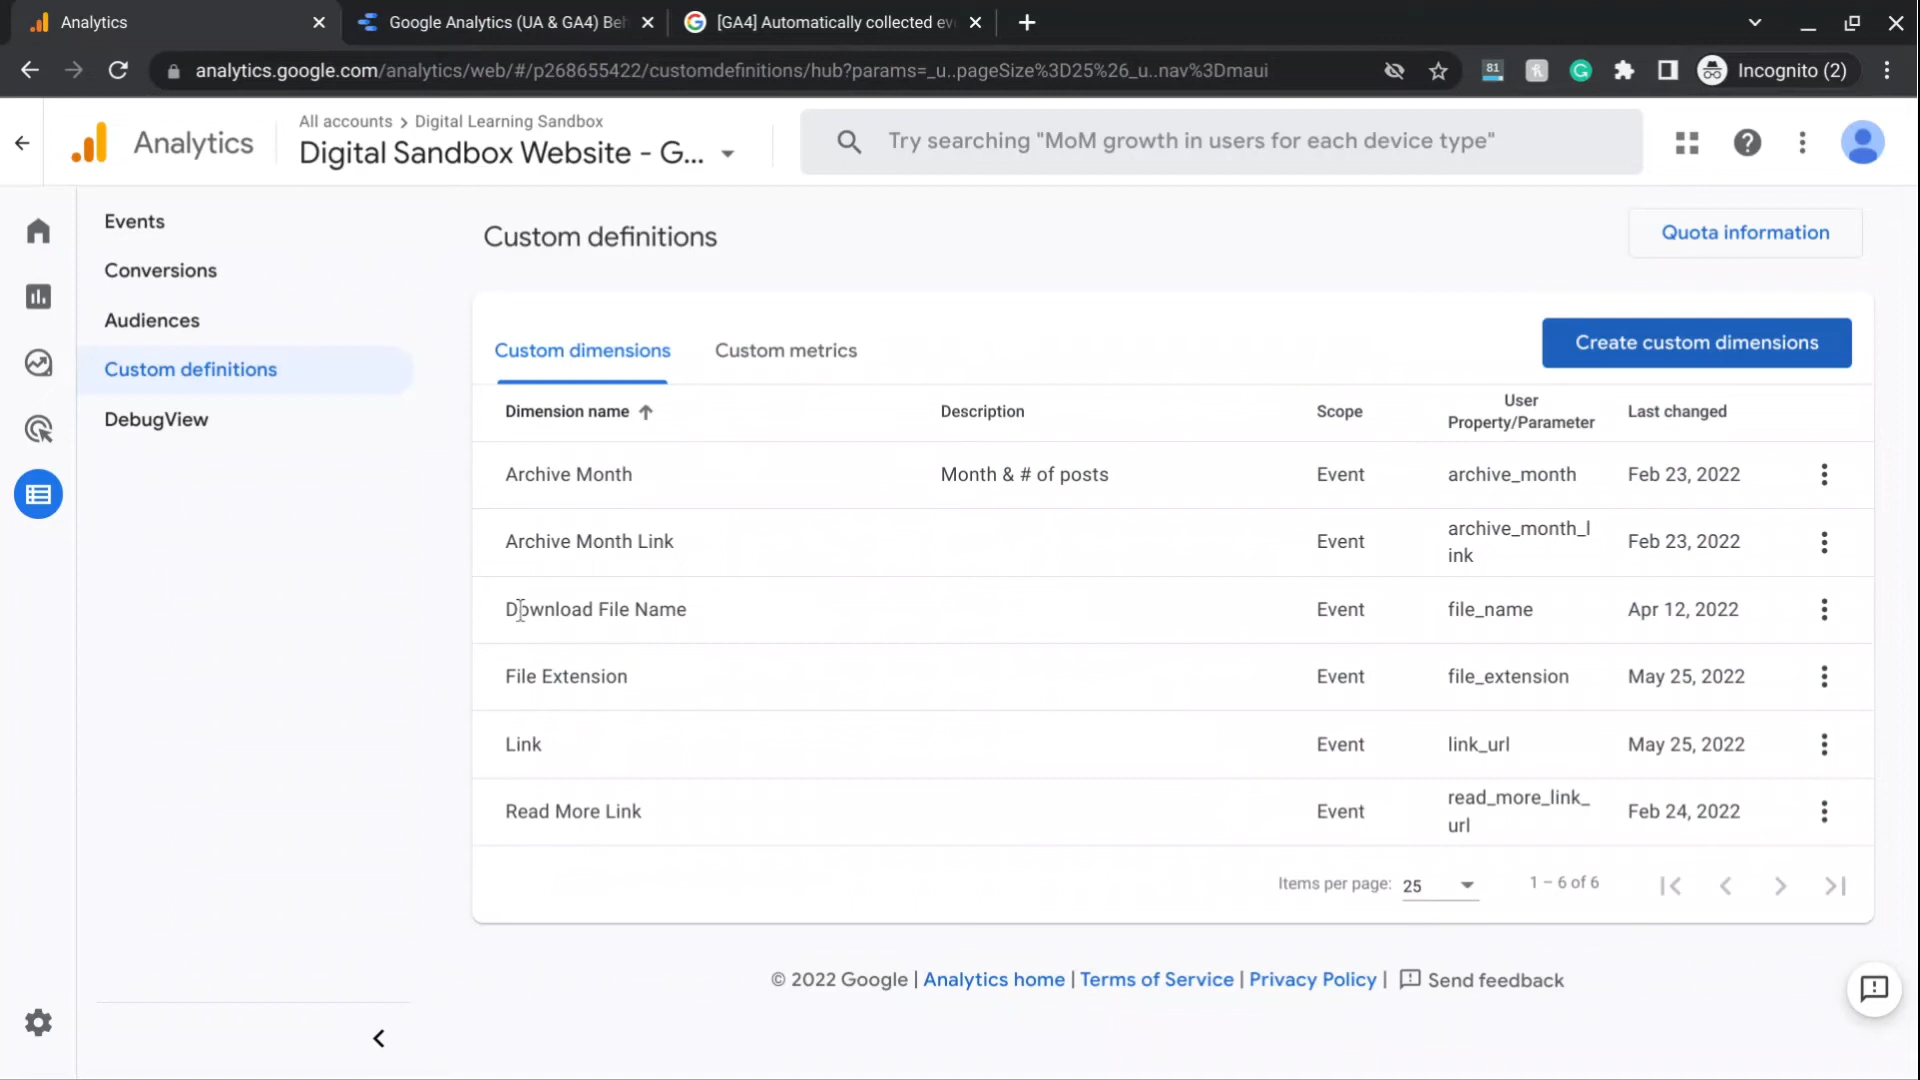 Analytics
Google Analytics (UA & GA4) Beh
[GA4] Automatically collected eve
analytics.google.com/analytics/web/#/p268655422/customdefinitions/hub?params=_u..pageSize%3D25%26_u..nav%3Dmaui
81
Incognito (2)
Analytics
All accounts > Digital Learning Sandbox
Digital Sandbox Website - G...
Try searching "MoM growth in users for each device type"
Events
Conversions
Audiences
Custom definitions
DebugView
Custom definitions
Quota information
Custom dimensions
Custom metrics
Create custom dimensions
Dimension name
Description
Scope
User
Property/Parameter
Last changed
Archive Month
Month & # of posts
Event
archive_month
Feb 23, 2022
Archive Month Link
Event
archive_month_l
ink
Feb 23, 2022
Download File Name
Event
file_name
Apr 12, 2022
File Extension
Event
file_extension
May 25, 2022
Link
Event
link_url
May 25, 2022
Read More Link
Event
read_more_link_
url
Feb 24, 2022
Items per page: 25
1 – 6 of 6
© 2022 Google | Analytics home | Terms of Service | Privacy Policy | Send feedback